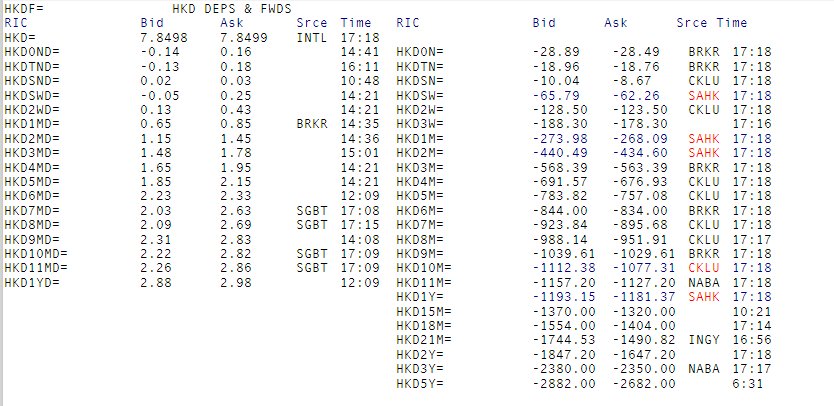 HKDF= HKD DEPS & FWDS
RIC Bid Ask Srce Time RIC Bid Ask Srce Time
HKD= 7.8498 7.8499 INTL 17:18
HKDOND= -0.14 0.16 14:41 HKDON= -28.89 -28.49 BRKR 17:18
HKDTND= -0.13 0.18 16:11 HKDTN= -18.96 -18.76 BRKR 17:18
HKDSND= 0.02 0.03 10:48 HKDSN= -10.04 -8.67 CKLU 17:18
HKDSWD= -0.05 0.25 14:21 HKDSW= -65.79 -62.26 SAHK 17:18
HKD2WD= 0.13 0.43 14:21 HKD2W= -128.50 -123.50 CKLU 17:18
HKD1MD= 0.65 0.85 BRKR 14:35 HKD3W= -188.30 -178.30 17:16
HKD2MD= 1.15 1.45 14:36 HKD1M= -273.98 -268.09 SAHK 17:18
HKD3MD= 1.48 1.78 15:01 HKD2M= -440.49 -434.60 SAHK 17:18
HKD4MD= 1.65 1.95 14:21 HKD3M= -568.39 -563.39 BRKR 17:18
HKD5MD= 1.85 2.15 14:21 HKD4M= -691.57 -676.93 CKLU 17:18
HKD6MD= 2.23 2.33 12:09 HKD5M= -783.82 -757.08 CKLU 17:18
HKD7MD= 2.03 2.63 SGBT 17:08 HKD6M= -844.00 -834.00 BRKR 17:18
HKD8MD= 2.09 2.69 SGBT 17:15 HKD7M= -923.84 -895.68 CKLU 17:18
HKD9MD= 2.31 2.83 14:08 HKD8M= -988.14 -951.91 CKLU 17:17
HKD10MD= 2.22 2.82 SGBT 17:09 HKD9M= -1039.61 -1029.61 BRKR 17:18
HKD11MD= 2.26 2.86 SGBT 17:09 HKD10M= -1112.38 -1077.31 CKLU 17:18
HKD1YD= 2.88 2.98 12:09 HKD11M= -1157.20 -1127.20 NABA 17:18
HKD1Y= -1193.15 -1181.37 SAHK 17:18
HKD15M= -1370.00 -1320.00 10:21
HKD18M= -1554.00 -1404.00 17:14
HKD21M= -1744.53 -1490.82 INGY 16:56
HKD2Y= -1847.20 -1647.20 17:18
HKD3Y= -2380.00 -2350.00 NABA 17:17
HKD5Y= -2882.00 -2682.00 6:31